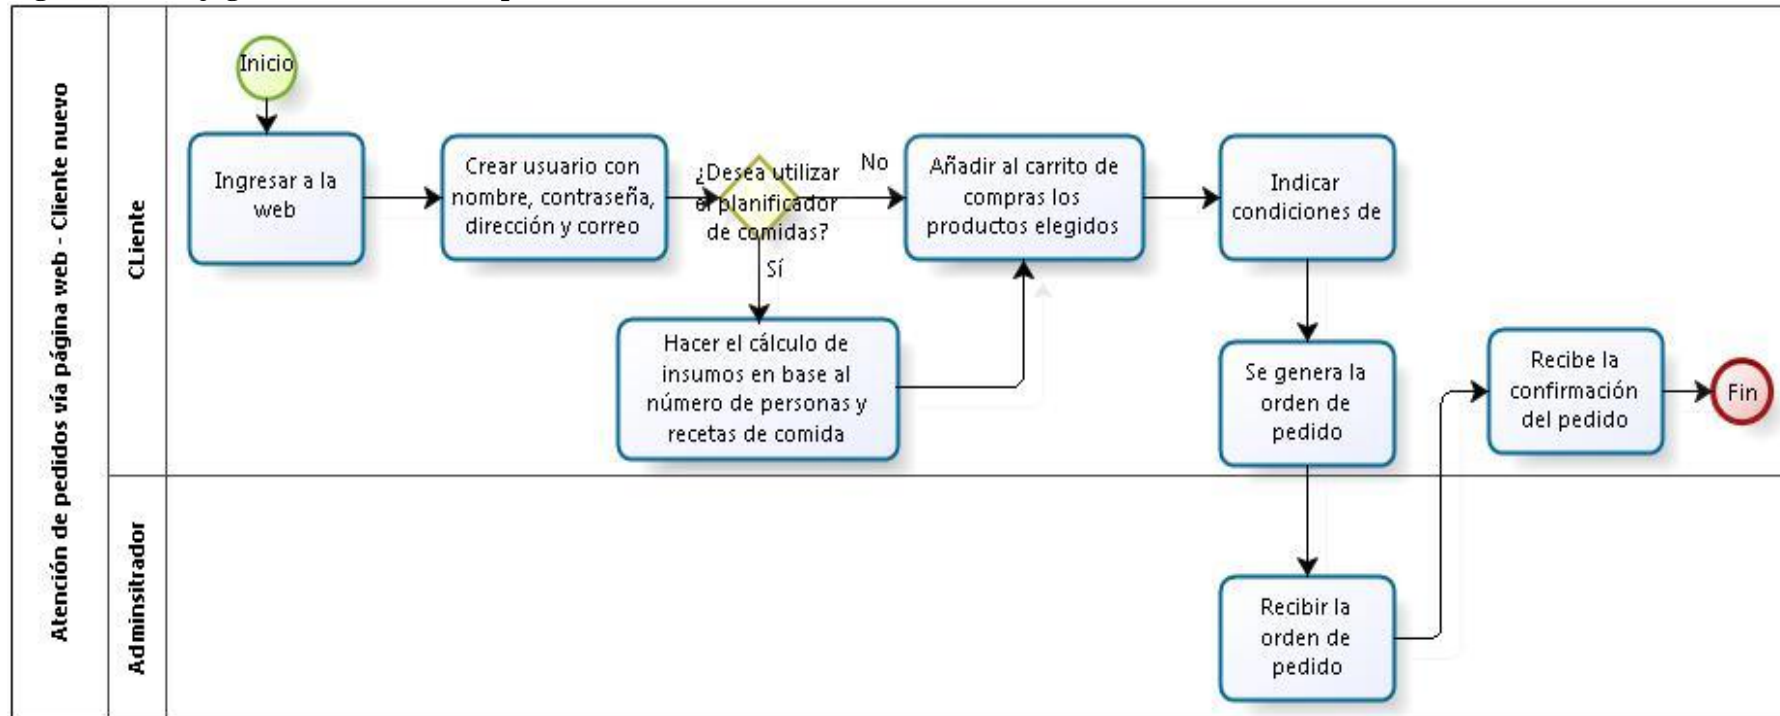 Atención de pedidos vía página web - Cliente nuevo
CLiente
Inicio
Ingresar a la
web
Crear usuario con
nombre, contraseña,
dirección y correo
¿Desea utilizar
el planificador
de comidas?
No
Sí
Añadir al carrito de
compras los
productos elegidos
Indicar
condiciones de
Hacer el cálculo de
insumos en base al
número de personas y
recetas de comida
Se genera la
orden de
pedido
Recibe la
confirmación
del pedido
Fin
Adminsitrador
Recibir la
orden de
pedido